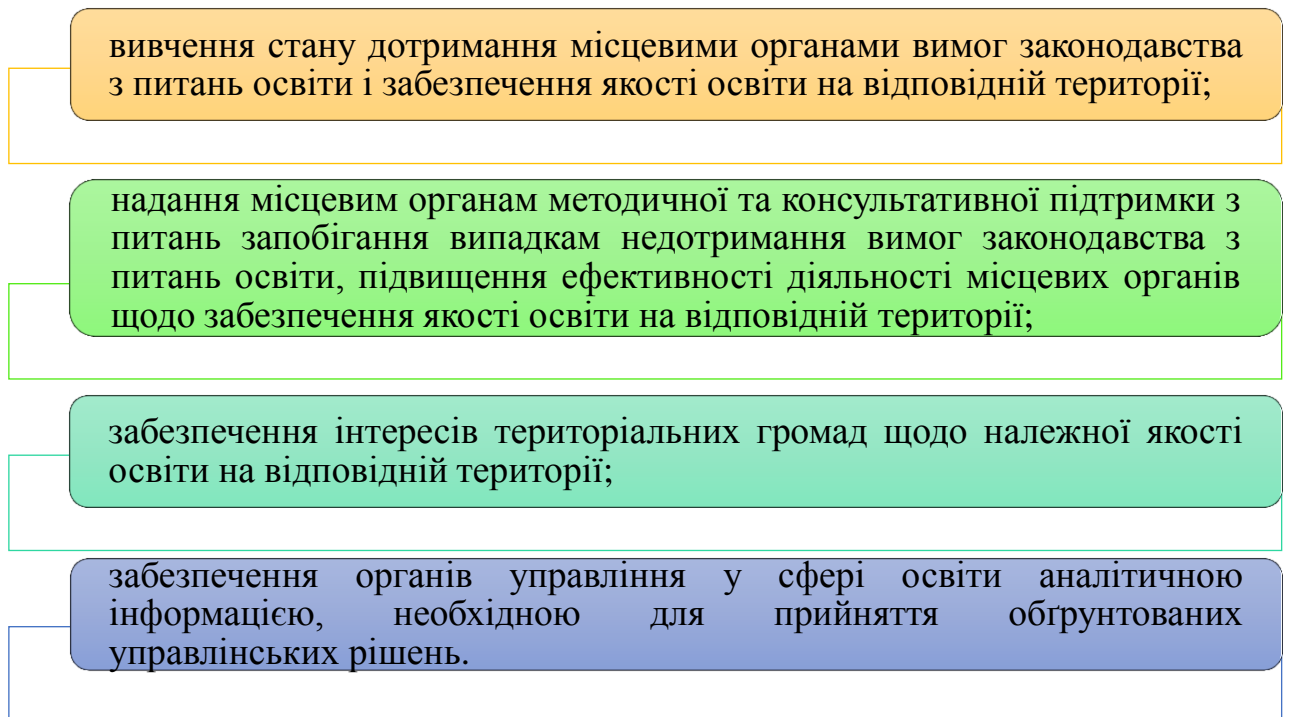 вивчення стану дотримання місцевими органами вимог законодавства
з питань освіти і забезпечення якості освіти на відповідній території;
надання місцевим органам методичної та консультативної підтримки з
питань запобігання випадкам недотримання вимог законодавства з
питань освіти, підвищення ефективності діяльності місцевих органів
щодо забезпечення якості освіти на відповідній території;
забезпечення інтересів територіальних громад щодо належної якості
освіти на відповідній території;
забезпечення органів управління у сфері освіти аналітичною
інформацією, необхідною для прийняття обґрунтованих
управлінських рішень.